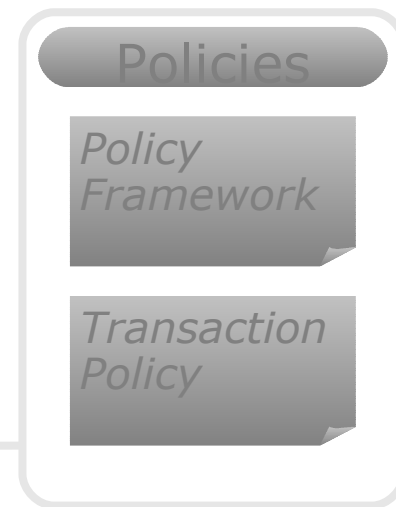 Policies
Policy
Framework
Transaction
Policy